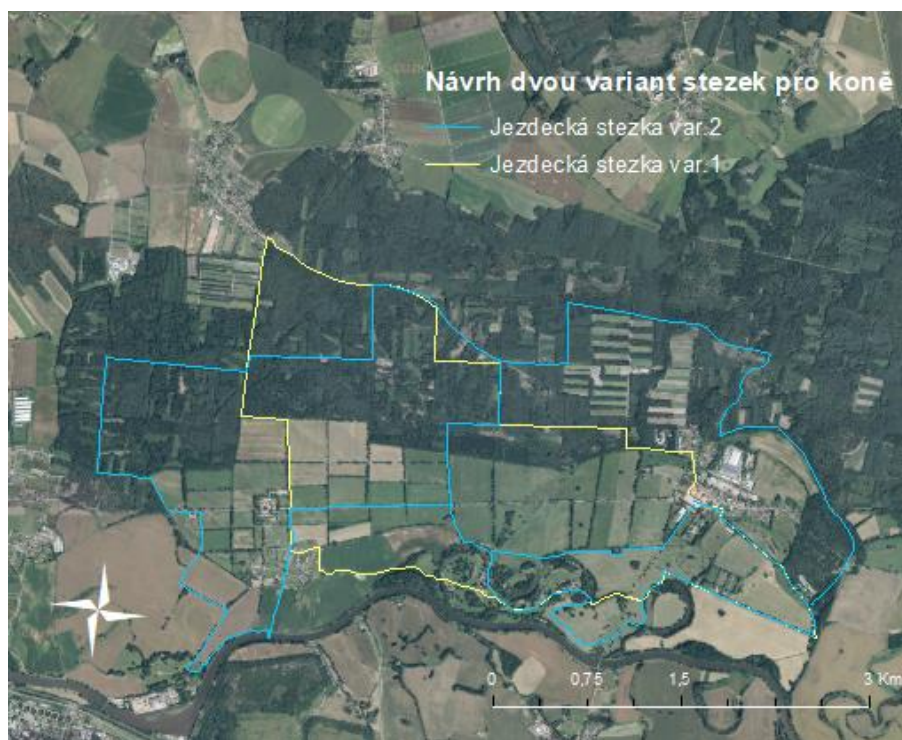 Návrh dvou variant stezek pro koně
Jezdecká stezka var.2
Jezdecká stezka var.1
0 0,75 1,5 3 Km